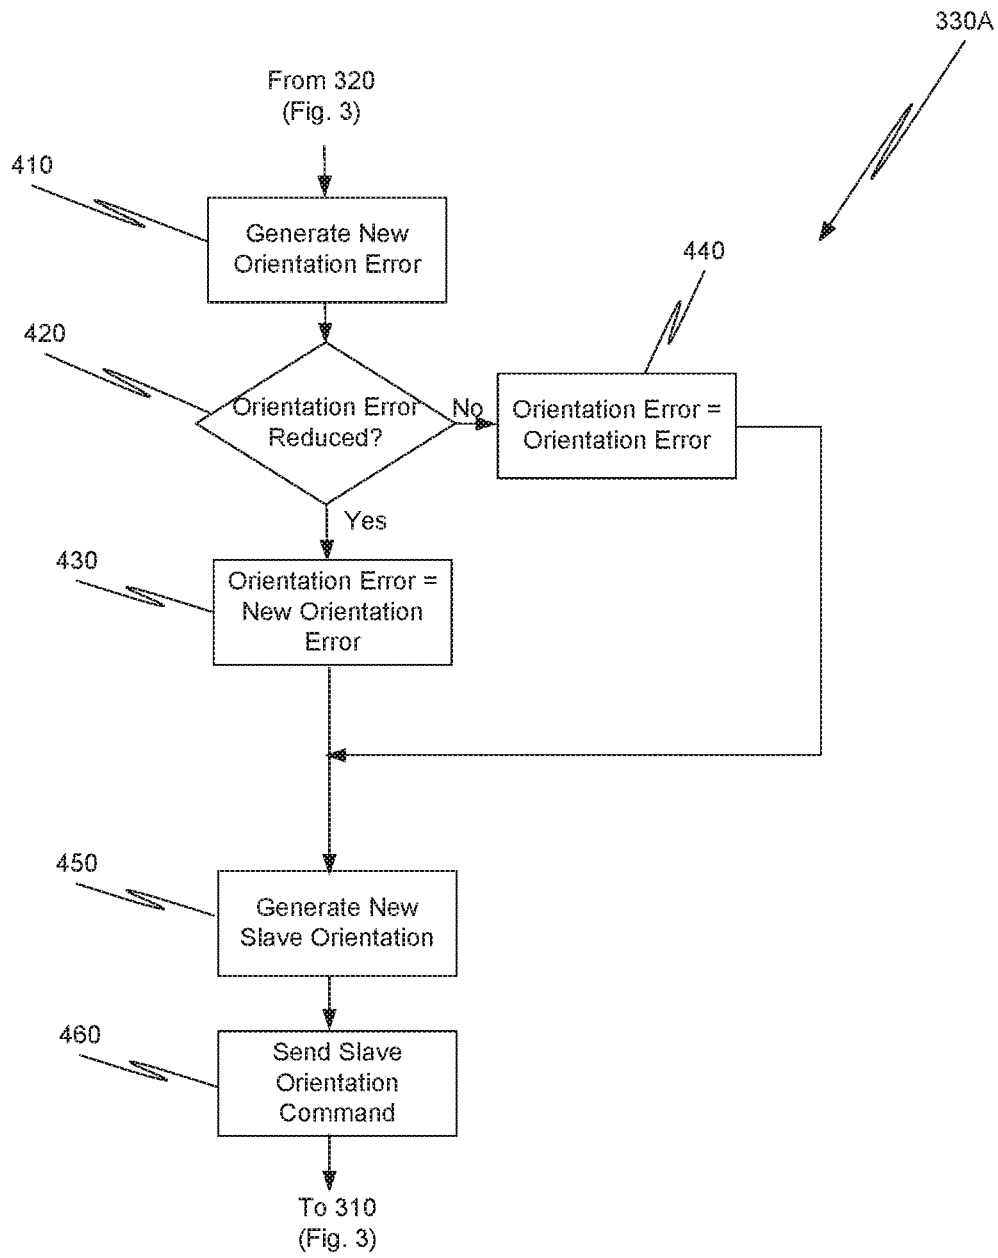 330A
From 320
(Fig. 3)
410
Generate New
Orientation Error
440
420
Orientation Error
Reduced?
No
Orientation Error =
Orientation Error
Yes
430
Orientation Error =
New Orientation
Error
450
Generate New
Slave Orientation
460
Send Slave
Orientation
Command
To 310
(Fig. 3)